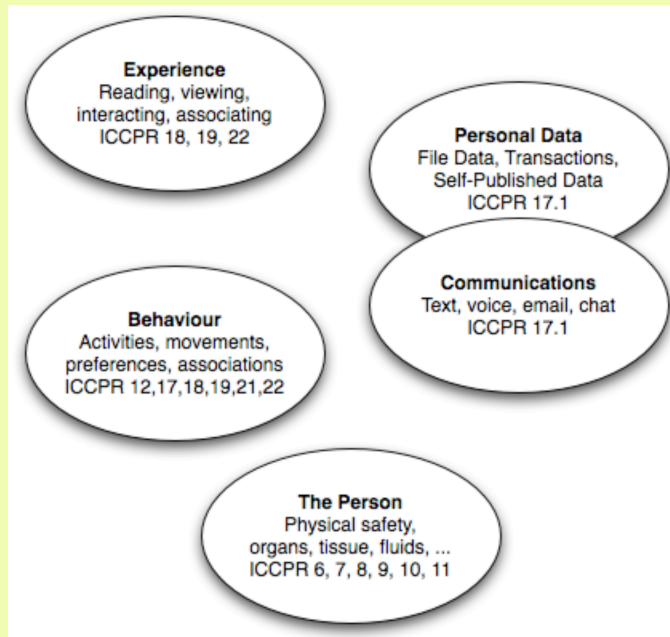 Experience
Reading, viewing,
interacting, associating
ICCPR 18, 19, 22
Personal Data
File Data, Transactions,
Self-Published Data
ICCPR 17.1
Communications
Text, voice, email, chat
ICCPR 17.1
Behaviour
Activities, movements,
preferences, associations
ICCPR 12,17,18,19,21,22
The Person
Physical safety,
organs, tissue, fluids, ...
ICCPR 6, 7, 8, 9, 10, 11